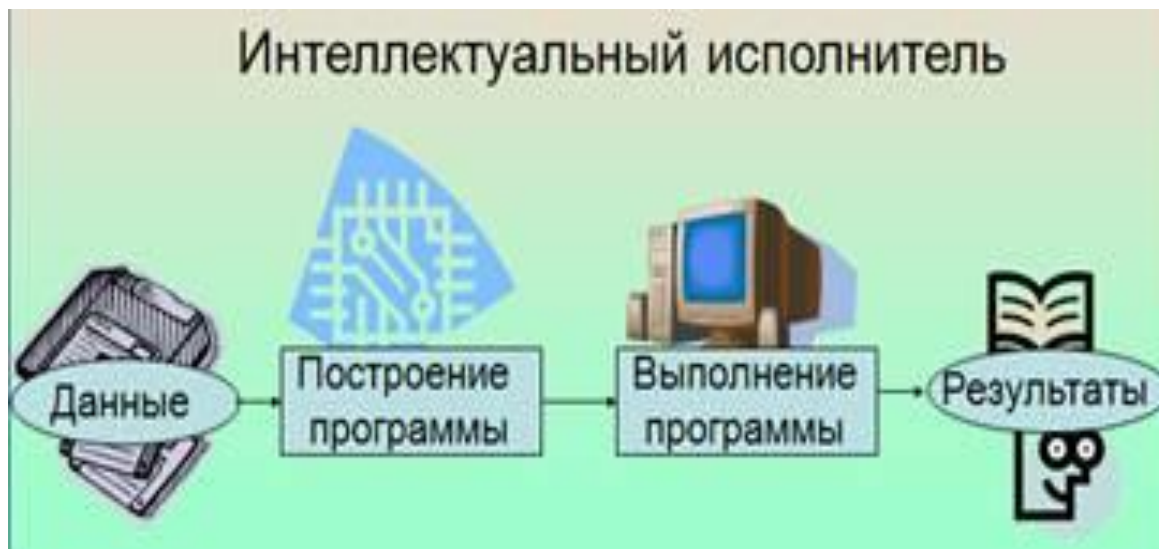 Интеллектуальный исполнитель
Данные
Построение
программы
Выполнение
программы
Результаты